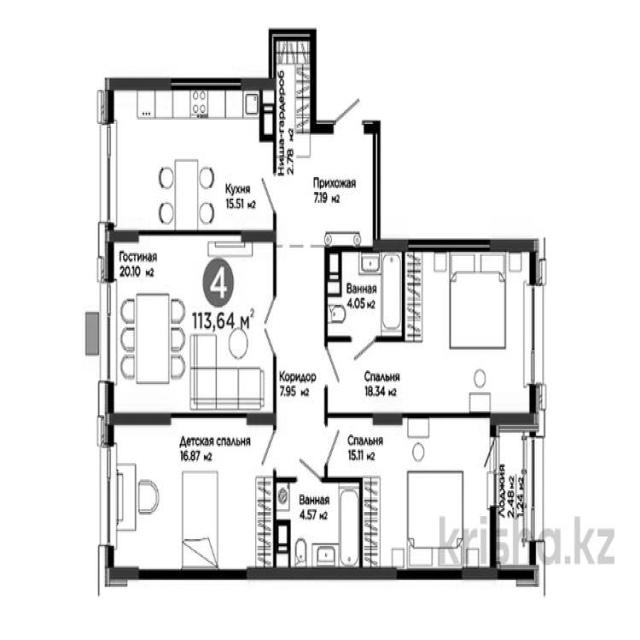 Ниша-гардероб
2.78 м²
Прихожая
7.19 м²
Кухня
15.51 м²
Гостиная
20.10 м²
4
113,64 м²
Ванная
4.05 м²
Коридор
7.95 м²
Спальня
18.34 м²
Детская спальня
16.87 м²
Спальня
15.11 м²
Ванная
4.57 м²
Лоджия
2.48 м²
1.24 м²
krisha.kz